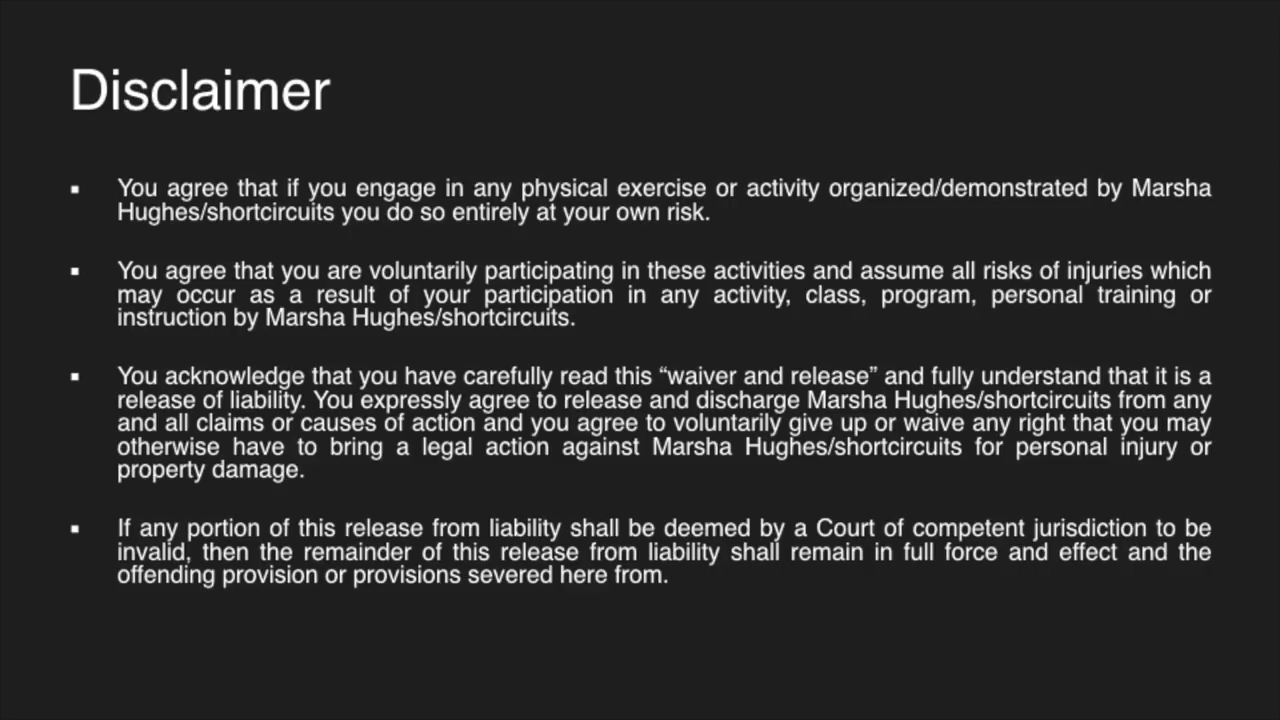 Disclaimer
▪ You agree that if you engage in any physical exercise or activity organized/demonstrated by Marsha
Hughes/shortcircuits you do so entirely at your own risk.
▪ You agree that you are voluntarily participating in these activities and assume all risks of injuries which
may occur as a result of your participation in any activity, class, program, personal training or
instruction by Marsha Hughes/shortcircuits.
▪ You acknowledge that you have carefully read this “waiver and release” and fully understand that it is a
release of liability. You expressly agree to release and discharge Marsha Hughes/shortcircuits from any
and all claims or causes of action and you agree to voluntarily give up or waive any right that you may
otherwise have to bring a legal action against Marsha Hughes/shortcircuits for personal injury or
property damage.
▪ If any portion of this release from liability shall be deemed by a Court of competent jurisdiction to be
invalid, then the remainder of this release from liability shall remain in full force and effect and the
offending provision or provisions severed here from.